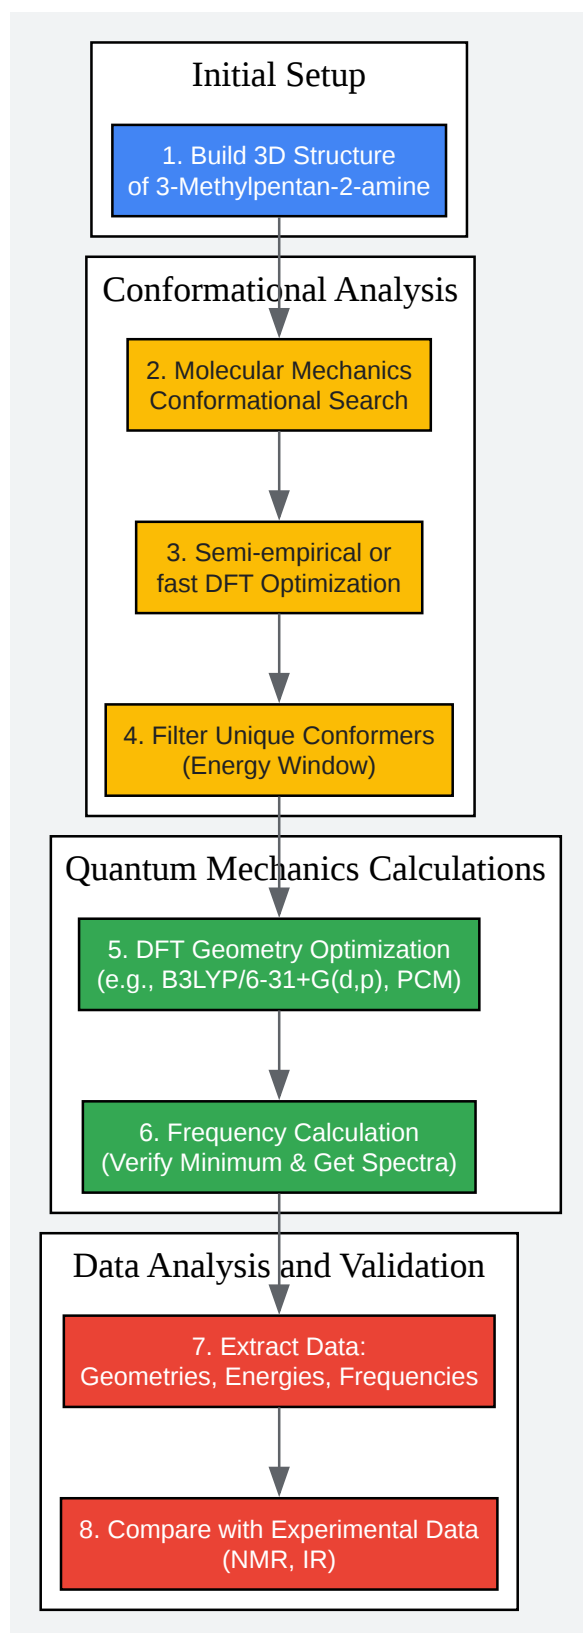 Initial Setup
1. Build 3D Structure
of 3-Methylpentan-2-amine
Conformational Analysis
2. Molecular Mechanics
Conformational Search
3. Semi-empirical or
fast DFT Optimization
4. Filter Unique Conformers
(Energy Window)
Quantum Mechanics Calculations
5. DFT Geometry Optimization
(e.g., B3LYP/6-31+G(d,p), PCM)
6. Frequency Calculation
(Verify Minimum & Get Spectra)
Data Analysis and Validation
7. Extract Data:
Geometries, Energies, Frequencies
8. Compare with Experimental Data
(NMR, IR)